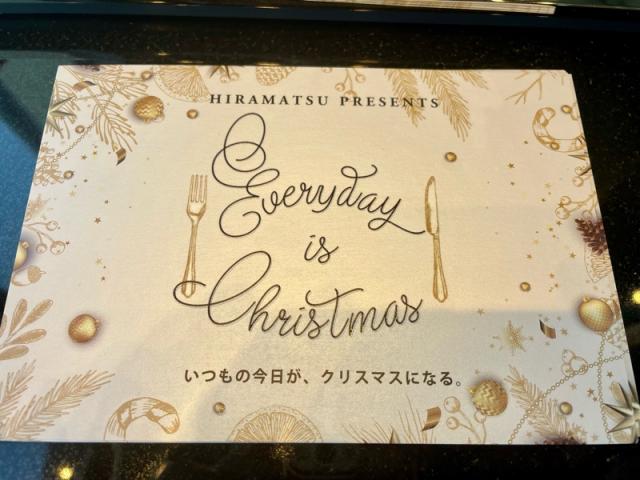 HIRAMATSU PRESENTS
Everyday
is
Christmas
いつもの今日が、クリスマスになる。